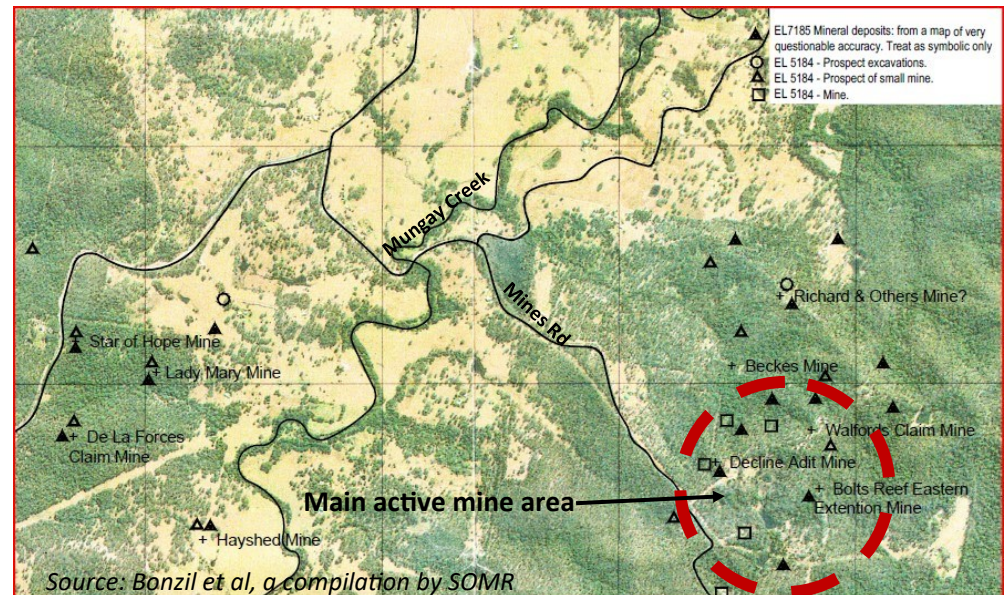 EL7185 Mineral deposits: from a map of very
questionable accuracy. Treat as symbolic only
EL 5184 - Prospect excavations.
EL 5184 - Prospect of small mine.
EL 5184 - Mine.
Mungay Creek
Mines Rd
Richard & Others Mine?
Star of Hope Mine
Lady Mary Mine
Beckes Mine
De La Forces
Claim Mine
Walfords Claim Mine
Decline Adit Mine
Main active mine area
Bolts Reef Eastern
Extention Mine
Hayshed Mine
Source: Bonzil et al, a compilation by SOMR